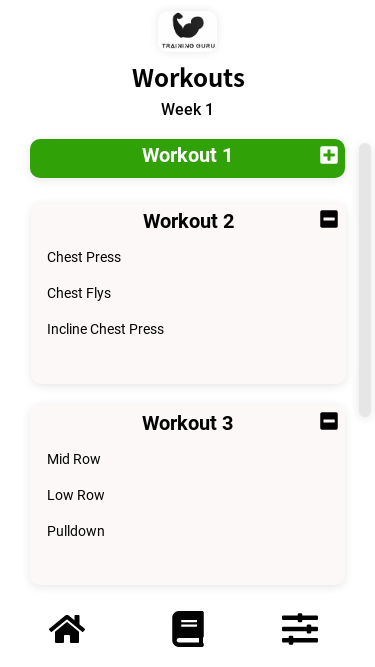 TRAINING GURU
Workouts
Week 1
Workout 1
Workout 2
Chest Press
Chest Flys
Incline Chest Press
Workout 3
Mid Row
Low Row
Pulldown